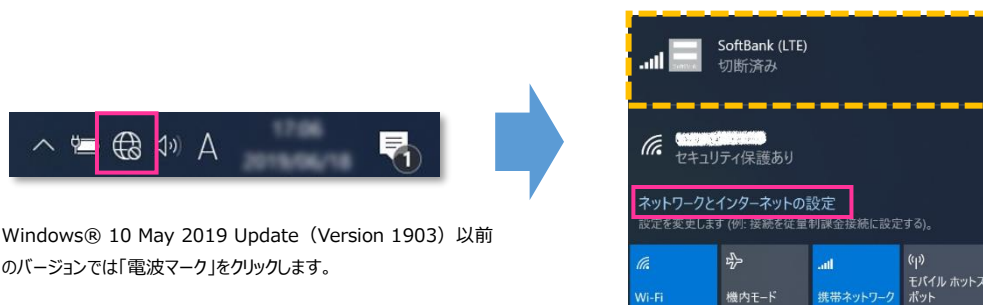 SoftBank (LTE)
切断済み
A
17:06
2019/06/18
1
セキュリティ保護あり
ネットワークとインターネットの設定
設定を変更します (例: 接続を従量制課金接続に設定する)。
Windows® 10 May 2019 Update（Version 1903）以前
のバージョンでは「電波マーク」をクリックします。
Wi-Fi
機内モード
携帯ネットワーク
モバイル ホットス
ポット